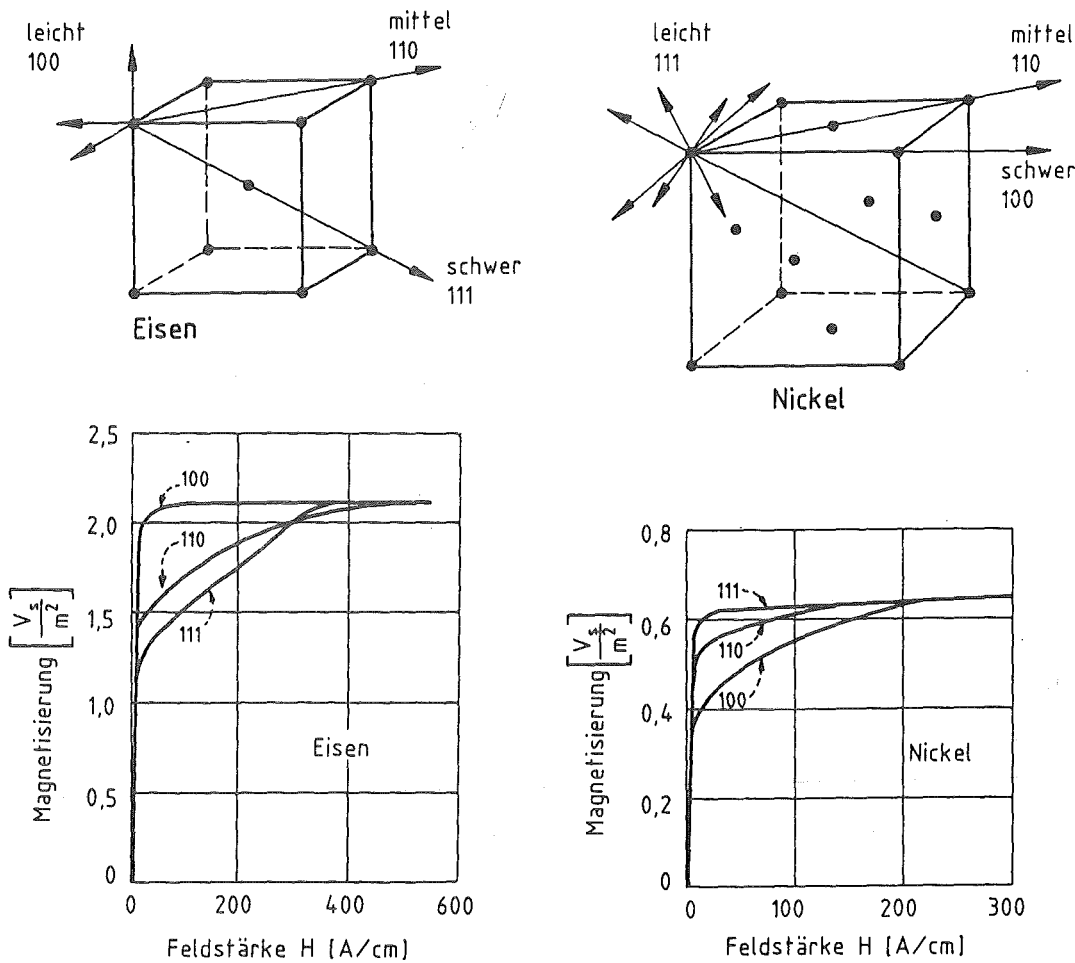 leicht
100
mittel
110
schwer
111
Eisen
leicht
111
mittel
110
schwer
100
Nickel
2,5
2,0
1,5
1,0
0,5
0
100
110
111
Eisen
Magnetisierung [V s/m²]
0 200 400 600
Feldstärke H [A/cm]
0,8
0,6
0,4
0,2
0
111
110
100
Nickel
Magnetisierung [V s/m²]
0 100 200 300
Feldstärke H [A/cm]